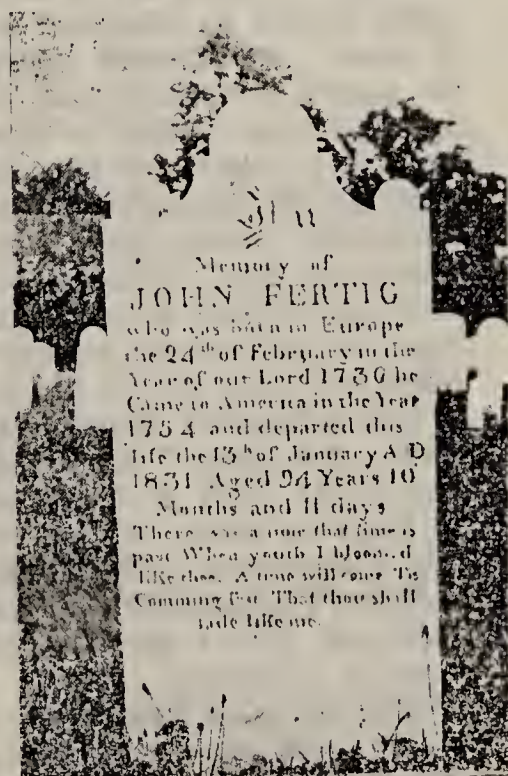 In
Memory of
JOHN FERTIG
who was born in Europe
the 24th of February in the
Year of our Lord 1736 he
Came to America in the Year
1754 and departed this
life the 13th of January A D
1831 Aged 94 Years 10
Months and 11 days
There was a time that time is
past When youth I bloomed
like thee. A time will come Tis
Comming fast That thou shall
fade like me.